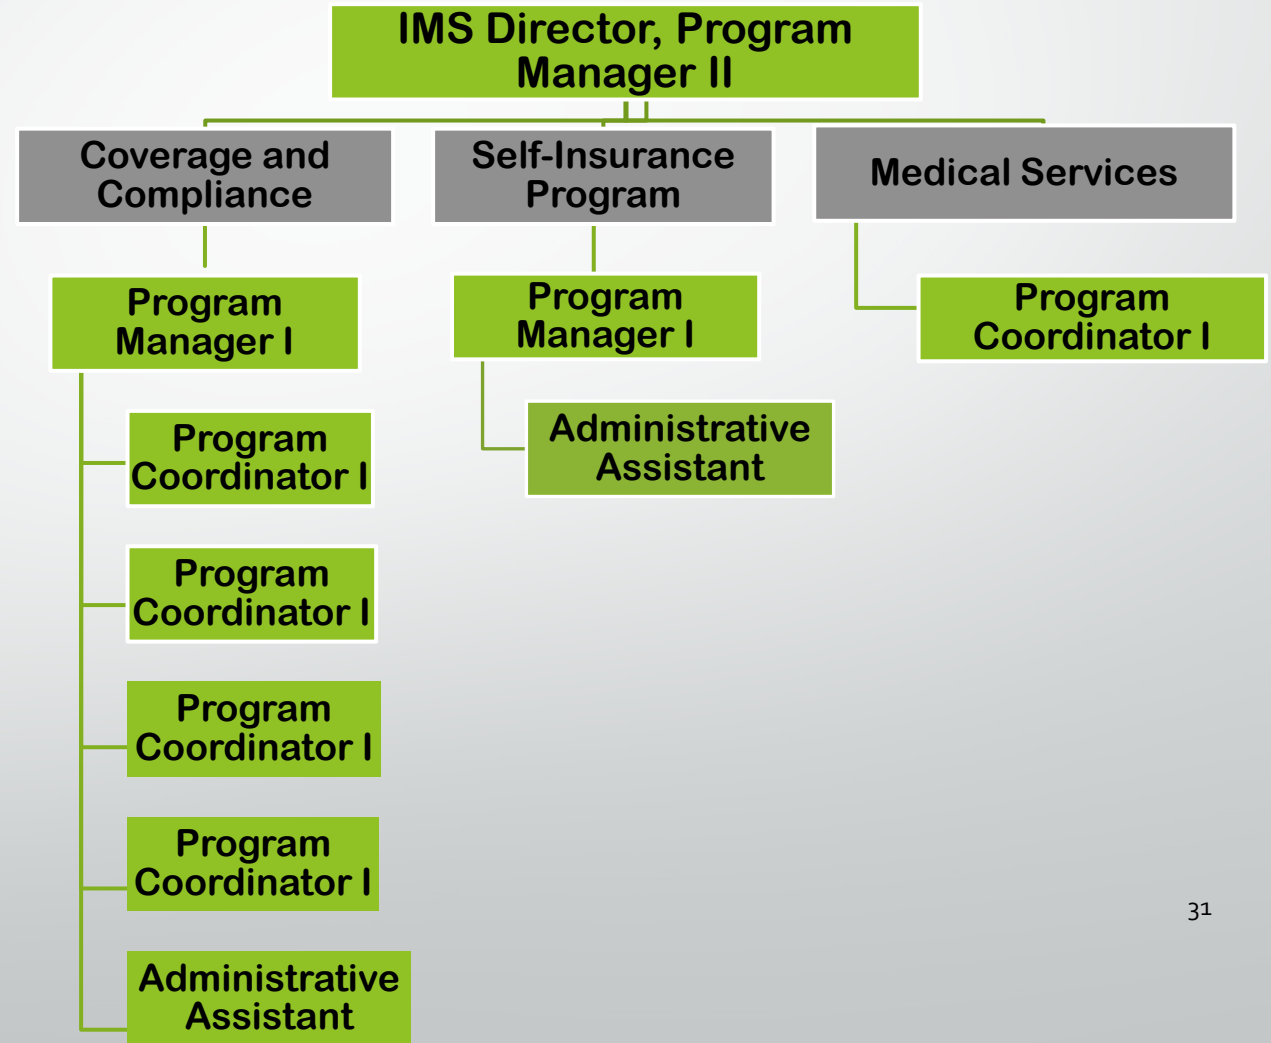 IMS Director, Program
Manager II
Coverage and
Compliance
Self-Insurance
Program
Medical Services
Program
Manager I
Program
Manager I
Program
Coordinator I
Program
Coordinator I
Administrative
Assistant
Program
Coordinator I
Program
Coordinator I
Program
Coordinator I
Administrative
Assistant
31